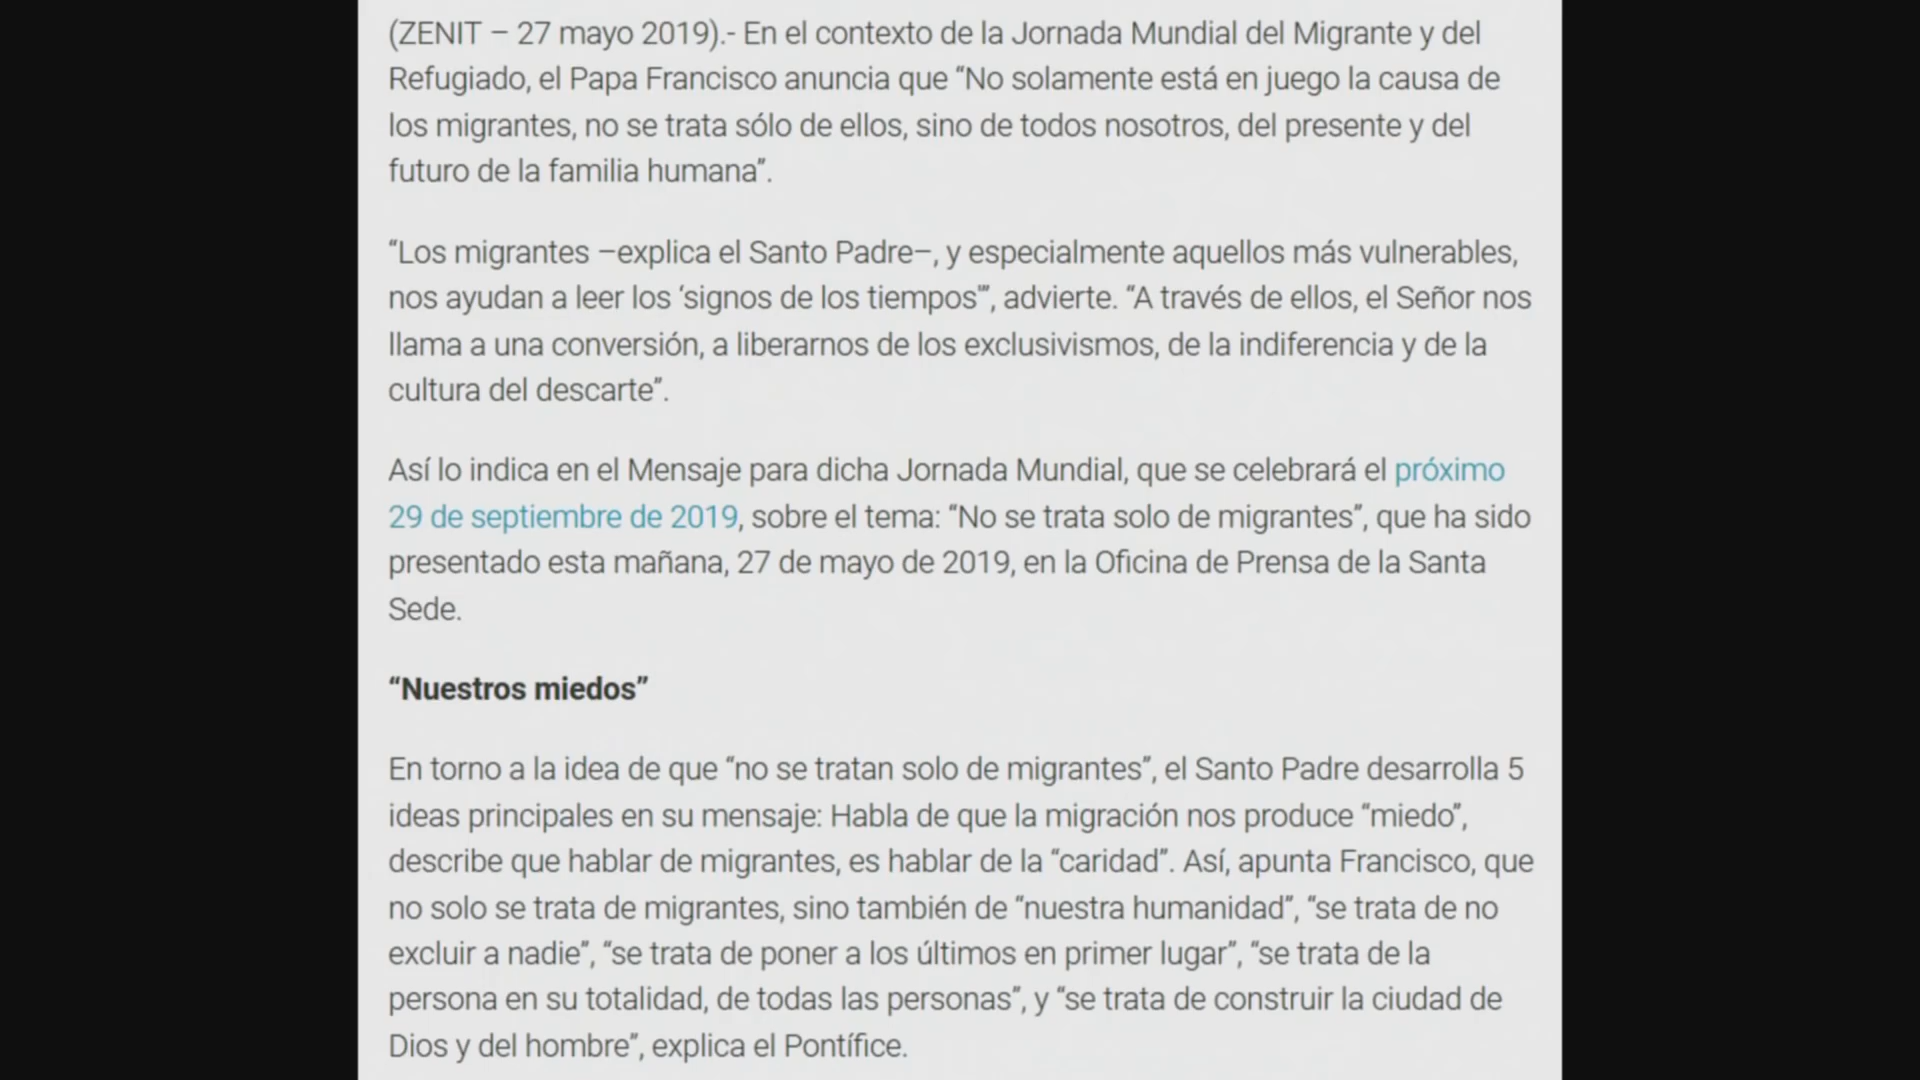 (ZENIT – 27 mayo 2019).- En el contexto de la Jornada Mundial del Migrante y del
Refugiado, el Papa Francisco anuncia que “No solamente está en juego la causa de
los migrantes, no se trata sólo de ellos, sino de todos nosotros, del presente y del
futuro de la familia humana”.
“Los migrantes –explica el Santo Padre–, y especialmente aquellos más vulnerables,
nos ayudan a leer los ‘signos de los tiempos’”, advierte. “A través de ellos, el Señor nos
llama a una conversión, a liberarnos de los exclusivismos, de la indiferencia y de la
cultura del descarte”.
Así lo indica en el Mensaje para dicha Jornada Mundial, que se celebrará el próximo
29 de septiembre de 2019, sobre el tema: “No se trata solo de migrantes”, que ha sido
presentado esta mañana, 27 de mayo de 2019, en la Oficina de Prensa de la Santa
Sede.
“Nuestros miedos”
En torno a la idea de que “no se tratan solo de migrantes”, el Santo Padre desarrolla 5
ideas principales en su mensaje: Habla de que la migración nos produce “miedo”,
describe que hablar de migrantes, es hablar de la “caridad”. Así, apunta Francisco, que
no solo se trata de migrantes, sino también de “nuestra humanidad”, “se trata de no
excluir a nadie”, “se trata de poner a los últimos en primer lugar”, “se trata de la
persona en su totalidad, de todas las personas”, y “se trata de construir la ciudad de
Dios y del hombre”, explica el Pontífice.